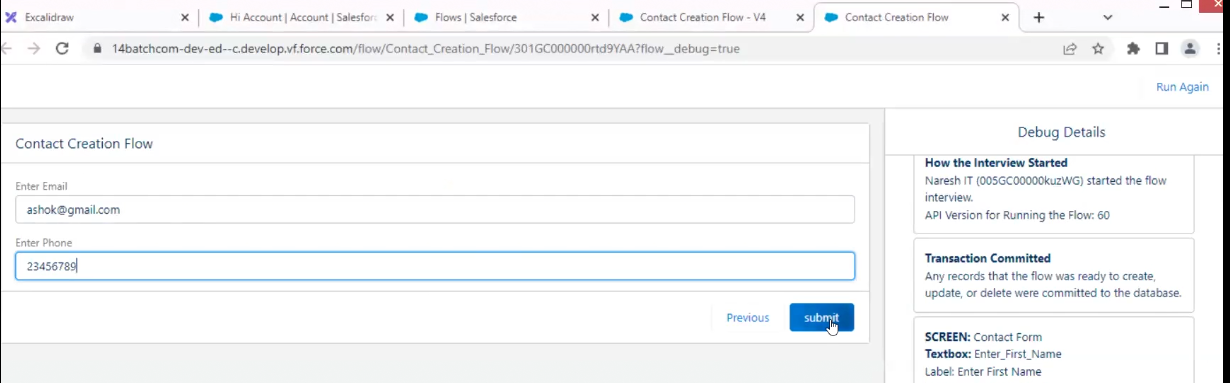 Excalidraw
Hi Account | Account | Salesforc
Flows | Salesforce
Contact Creation Flow - V4
Contact Creation Flow
14batchcom-dev-ed--c.develop.vf.force.com/flow/Contact_Creation_Flow/301GC000000rtd9YAA?flow__debug=true
Run Again
Contact Creation Flow
Enter Email
ashok@gmail.com
Enter Phone
23456789
Previous
submit
Debug Details
How the Interview Started
Naresh IT (005GC00000kuzWG) started the flow
interview.
API Version for Running the Flow: 60
Transaction Committed
Any records that the flow was ready to create,
update, or delete were committed to the database.
SCREEN: Contact Form
Textbox: Enter_First_Name
Label: Enter First Name